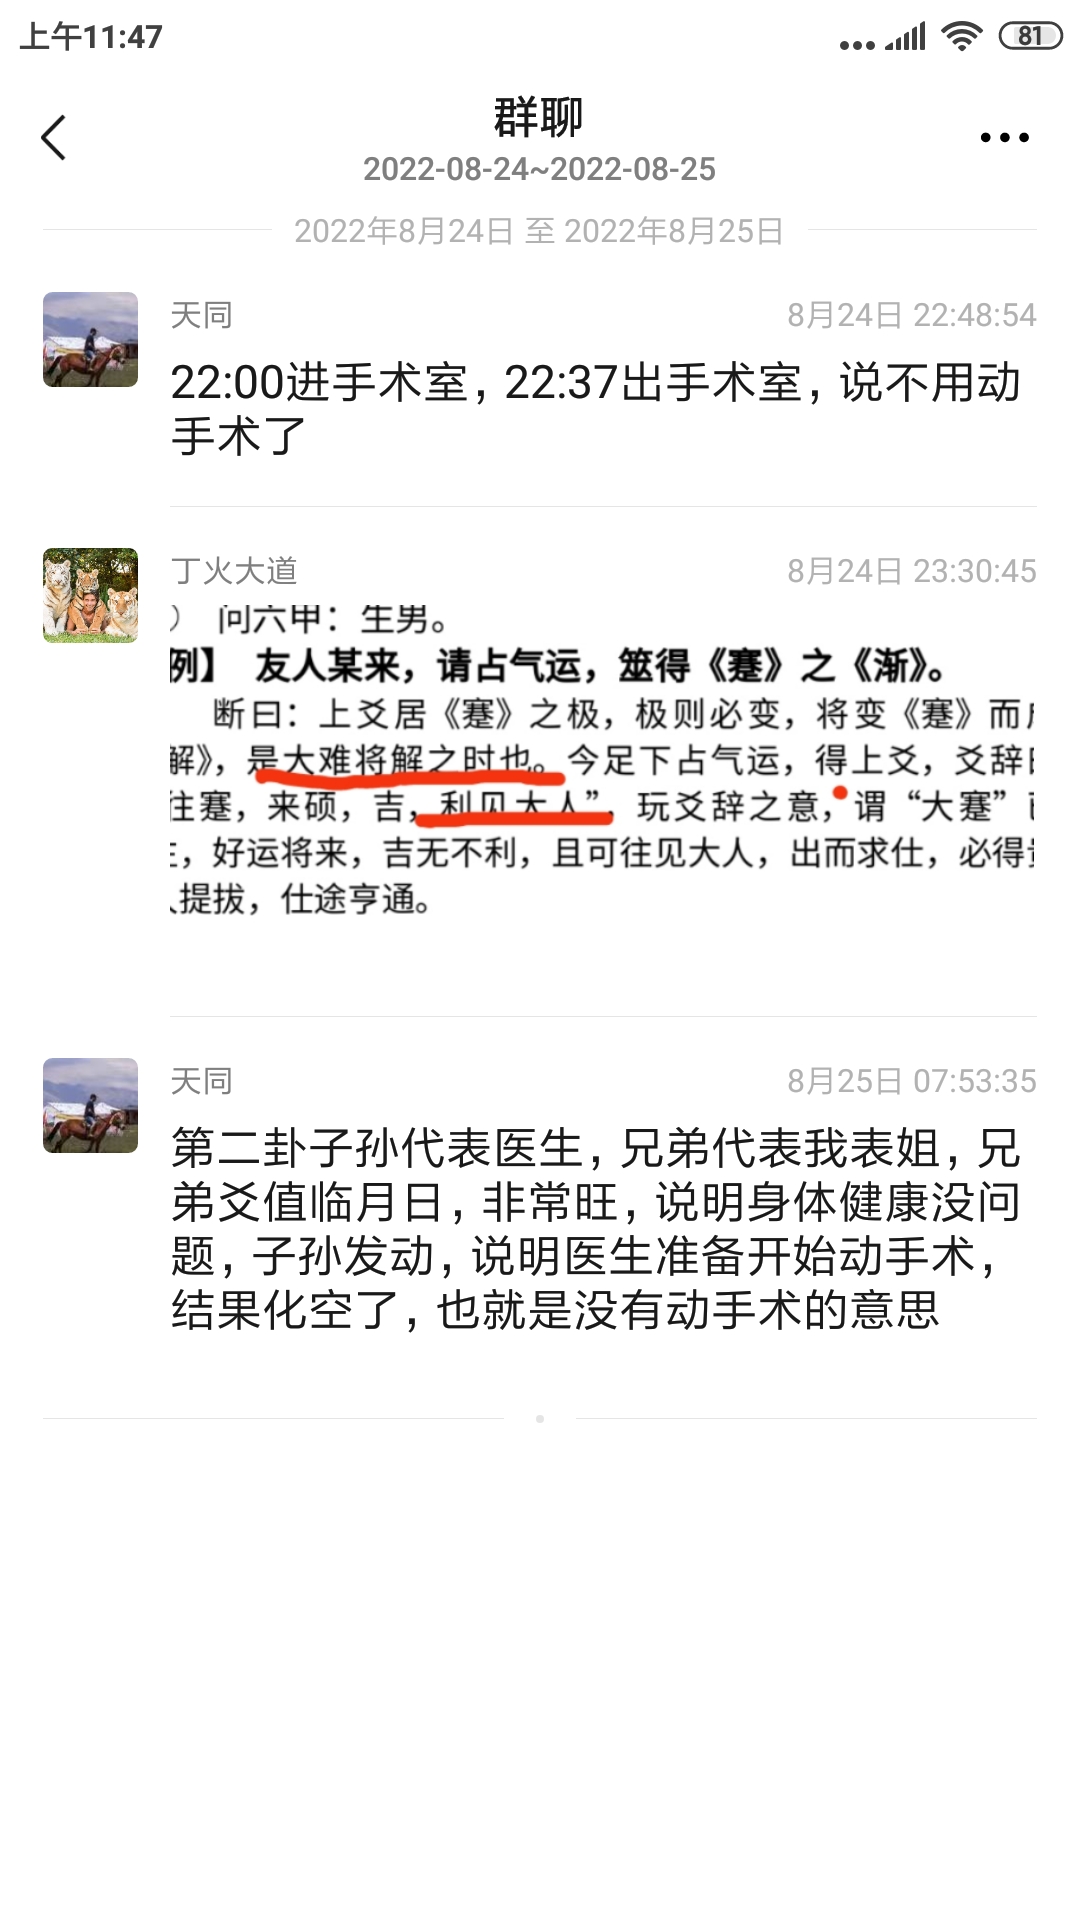 上午11:47
81
群聊
2022-08-24~2022-08-25
2022年8月24日 至 2022年8月25日
天同
8月24日 22:48:54
22:00进手术室，22:37出手术室，说不用动
手术了
丁火大道
8月24日 23:30:45
） 问六甲：生男。
例】 友人某来，请占气运，筮得《蹇》之《渐》。
断曰：上爻居《蹇》之极，极则必变，将变《蹇》而
解》，是大难将解之时也。今足下占气运，得上爻，爻辞
往蹇，来硕，吉，利见大人”，玩爻辞之意，谓“大蹇”
，好运将来，吉无不利，且可往见大人，出而求仕，必得
提拔，仕途亨通。
天同
8月25日 07:53:35
第二卦子孙代表医生，兄弟代表我表姐，兄
弟爻值临月日，非常旺，说明身体健康没问
题，子孙发动，说明医生准备开始动手术，
结果化空了，也就是没有动手术的意思